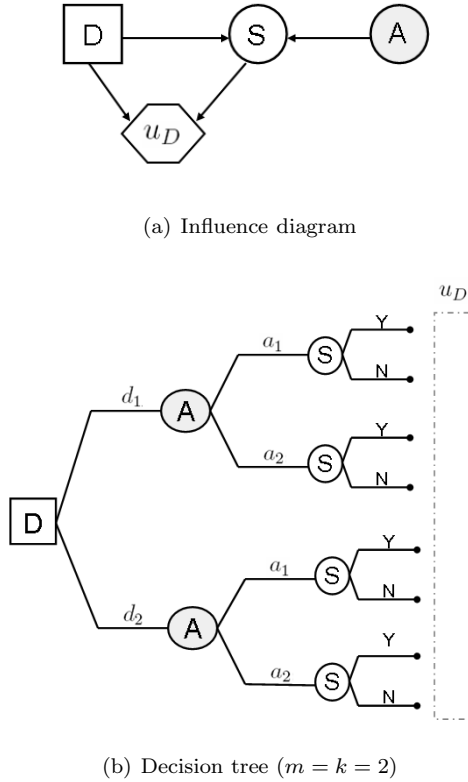 D S A
u_D
(a) Influence diagram
u_D
Y
a_1 S
N
d_1 A
Y
a_2 S
N
D
Y
a_1 S
N
d_2 A
Y
a_2 S
N
(b) Decision tree (m = k = 2)